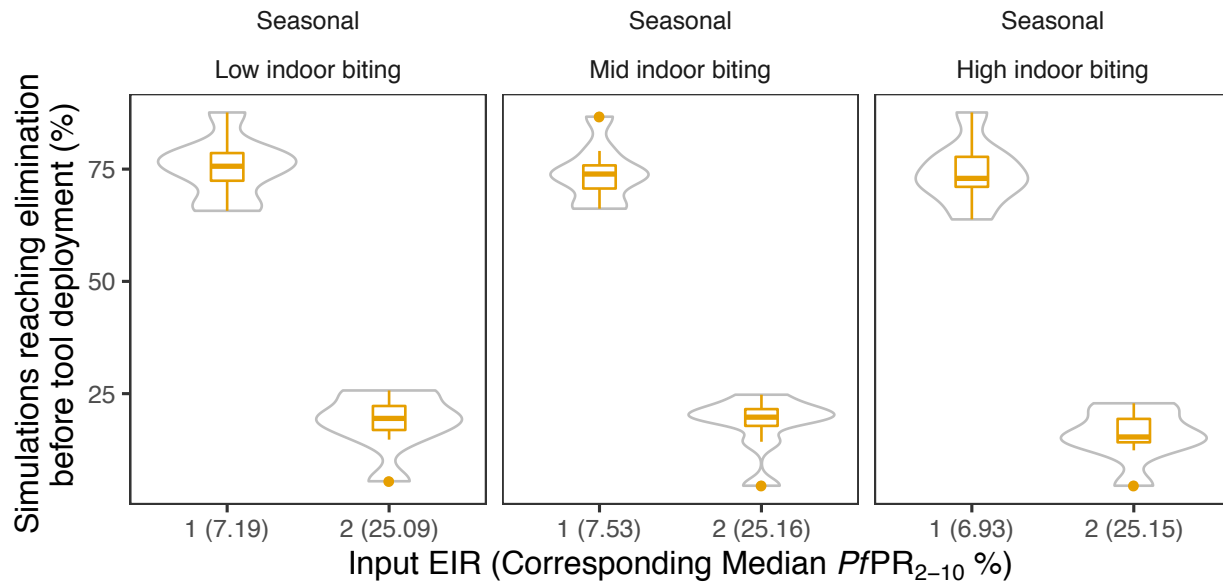 Seasonal Seasonal Seasonal
Low indoor biting Mid indoor biting High indoor biting
Simulations reaching elimination
before tool deployment (%)
75
50
25
1 (7.19) 2 (25.09) 1 (7.53) 2 (25.16) 1 (6.93) 2 (25.15)
Input EIR (Corresponding Median PfPR2−10 %)